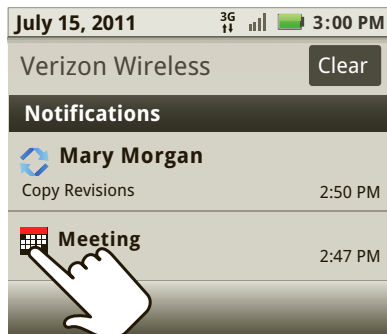 July 15, 2011 3G 3:00 PM
Verizon Wireless Clear
Notifications
Mary Morgan
Copy Revisions 2:50 PM
Meeting
2:47 PM